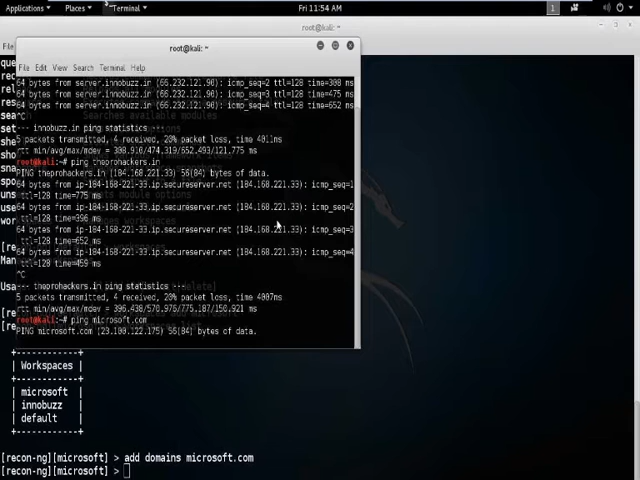 Applications Places Terminal Fri 11:54 AM 1
root@kali: ~
root@kali: ~
File Edit View Search Terminal Help
64 bytes from server.innobuzz.in (66.232.121.90): icmp_seq=2 ttl=128 time=308 ms
64 bytes from server.innobuzz.in (66.232.121.90): icmp_seq=3 ttl=128 time=475 ms
64 bytes from server.innobuzz.in (66.232.121.90): icmp_seq=4 ttl=128 time=652 ms
^C
--- innobuzz.in ping statistics ---
5 packets transmitted, 4 received, 20% packet loss, time 4011ms
rtt min/avg/max/mdev = 308.910/474.319/652.493/121.775 ms
root@kali:~# ping theprohackers.in
PING theprohackers.in (184.168.221.33) 56(84) bytes of data.
64 bytes from ip-184-168-221-33.ip.secureserver.net (184.168.221.33): icmp_seq=1
ttl=128 time=775 ms
64 bytes from ip-184-168-221-33.ip.secureserver.net (184.168.221.33): icmp_seq=2
ttl=128 time=396 ms
64 bytes from ip-184-168-221-33.ip.secureserver.net (184.168.221.33): icmp_seq=3
ttl=128 time=652 ms
64 bytes from ip-184-168-221-33.ip.secureserver.net (184.168.221.33): icmp_seq=4
ttl=128 time=459 ms
^C
--- theprohackers.in ping statistics ---
5 packets transmitted, 4 received, 20% packet loss, time 4007ms
rtt min/avg/max/mdev = 396.438/570.976/775.187/150.921 ms
root@kali:~# ping microsoft.com
PING microsoft.com (23.100.122.175) 56(84) bytes of data.
Workspaces
microsoft
innobuzz
default
[recon-ng][microsoft] > add domains microsoft.com
[recon-ng][microsoft] >